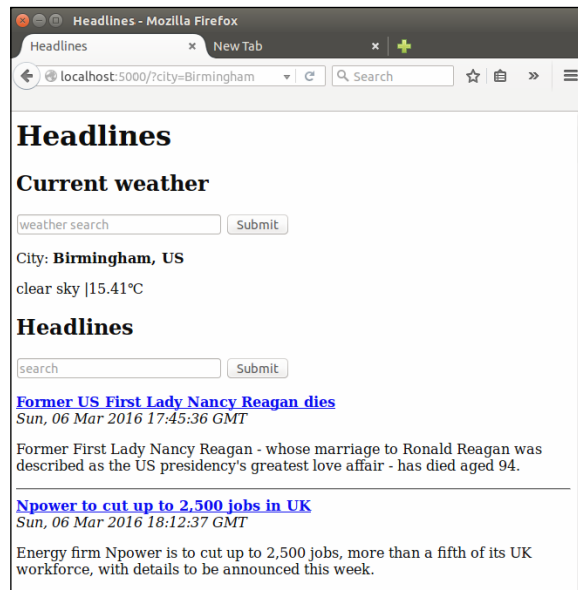 Headlines - Mozilla Firefox
Headlines × New Tab ×
localhost:5000/?city=Birmingham Search
Headlines
Current weather
weather search Submit
City: Birmingham, US
clear sky |15.41℃
Headlines
search Submit
Former US First Lady Nancy Reagan dies
Sun, 06 Mar 2016 17:45:36 GMT
Former First Lady Nancy Reagan - whose marriage to Ronald Reagan was
described as the US presidency's greatest love affair - has died aged 94.
Npower to cut up to 2,500 jobs in UK
Sun, 06 Mar 2016 18:12:37 GMT
Energy firm Npower is to cut up to 2,500 jobs, more than a fifth of its UK
workforce, with details to be announced this week.